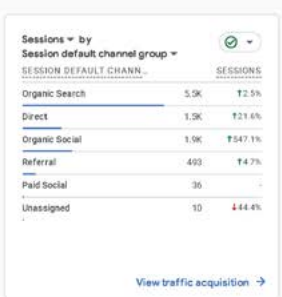 Sessions by
Session default channel group
SESSION DEFAULT CHANN... SESSIONS
Organic Search 5.5K ↑2.5%
Direct 1.5K ↑21.6%
Organic Social 1.9K ↑547.1%
Referral 493 ↑4.7%
Paid Social 36 -
Unassigned 10 ↓44.4%
View traffic acquisition →